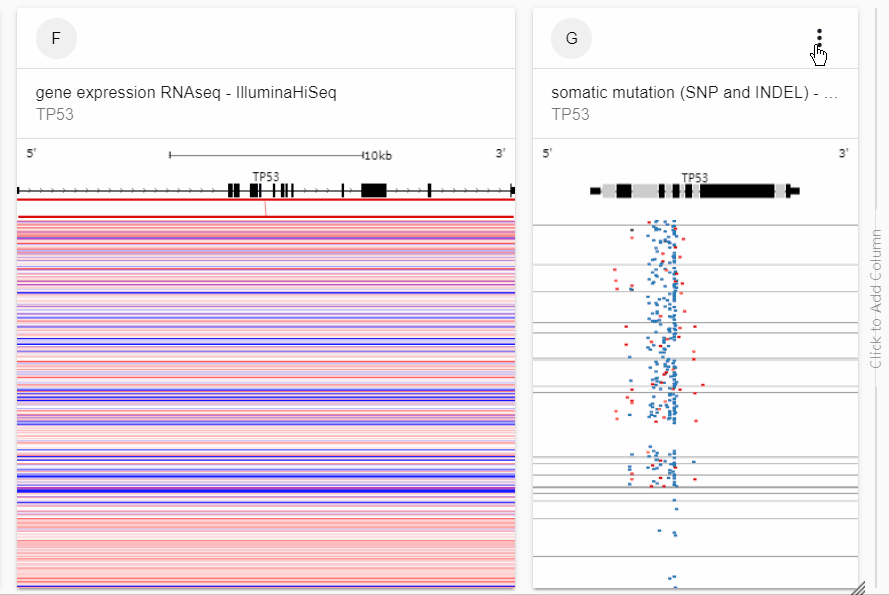 F
gene expression RNAseq - IlluminaHiSeq
TP53
5' 10kb 3'
TP53
G
somatic mutation (SNP and INDEL) - ...
TP53
5' 3'
TP53
Click to Add Column